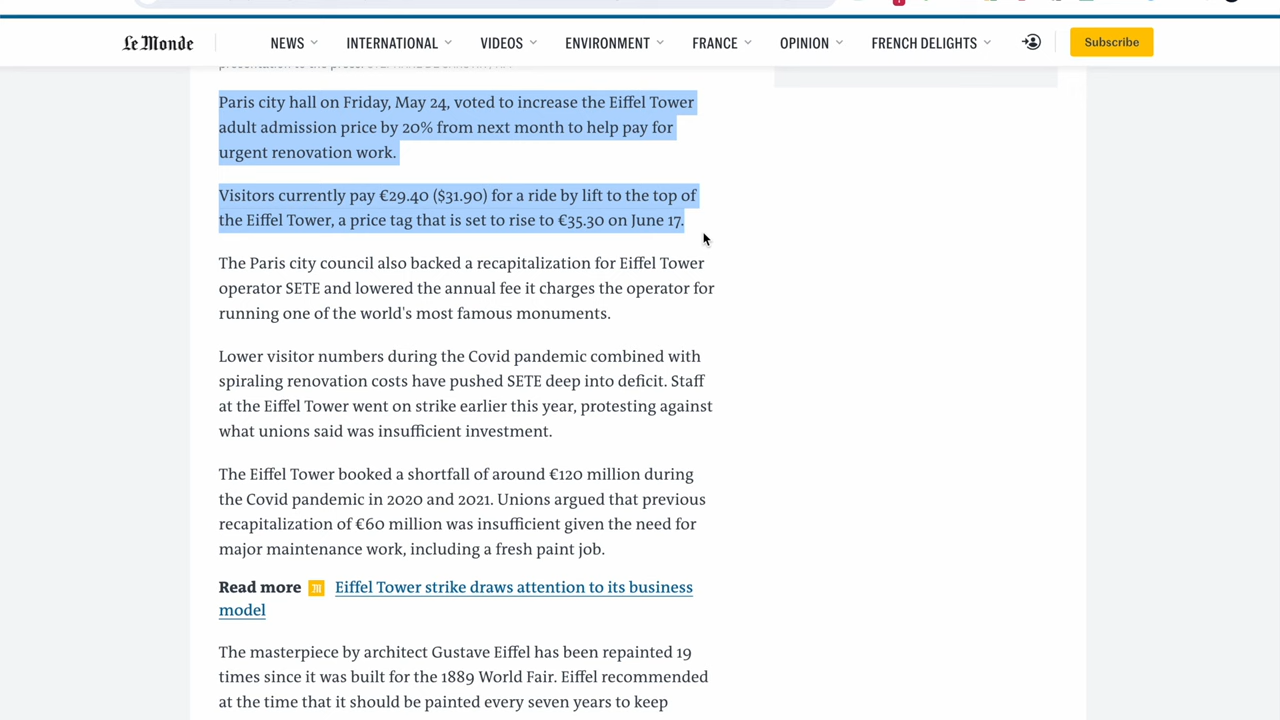 Le Monde
NEWS
INTERNATIONAL
VIDEOS
ENVIRONMENT
FRANCE
OPINION
FRENCH DELIGHTS
Subscribe
Paris city hall on Friday, May 24, voted to increase the Eiffel Tower
adult admission price by 20% from next month to help pay for
urgent renovation work.
Visitors currently pay €29.40 ($31.90) for a ride by lift to the top of
the Eiffel Tower, a price tag that is set to rise to €35.30 on June 17.
The Paris city council also backed a recapitalization for Eiffel Tower
operator SETE and lowered the annual fee it charges the operator for
running one of the world's most famous monuments.
Lower visitor numbers during the Covid pandemic combined with
spiraling renovation costs have pushed SETE deep into deficit. Staff
at the Eiffel Tower went on strike earlier this year, protesting against
what unions said was insufficient investment.
The Eiffel Tower booked a shortfall of around €120 million during
the Covid pandemic in 2020 and 2021. Unions argued that previous
recapitalization of €60 million was insufficient given the need for
major maintenance work, including a fresh paint job.
Read more Eiffel Tower strike draws attention to its business
model
The masterpiece by architect Gustave Eiffel has been repainted 19
times since it was built for the 1889 World Fair. Eiffel recommended
at the time that it should be painted every seven years to keep